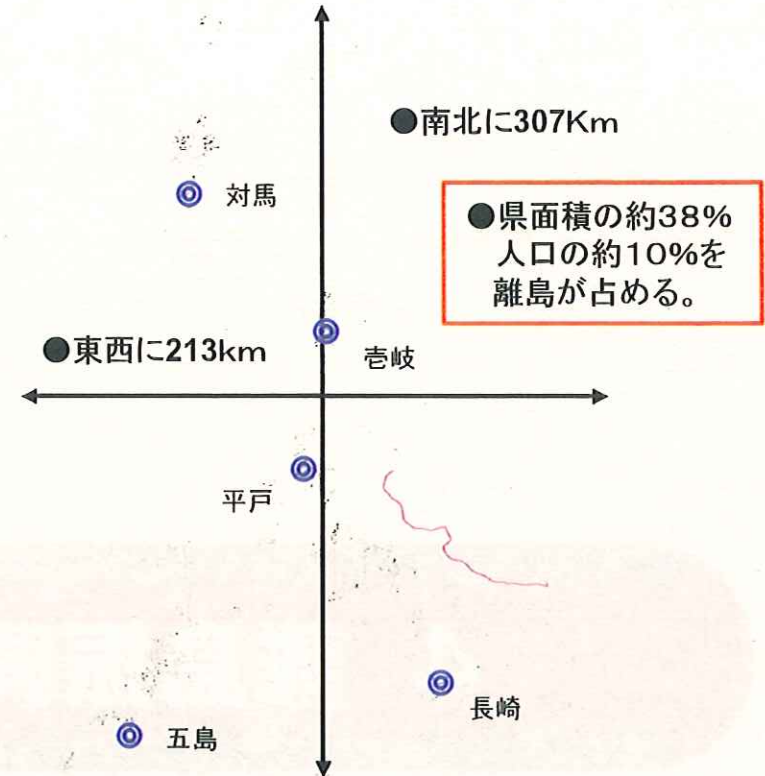 ●南北に307Km
対馬
●県面積の約38%
人口の約10%を
離島が占める。
●東西に213km
壱岐
平戸
長崎
五島